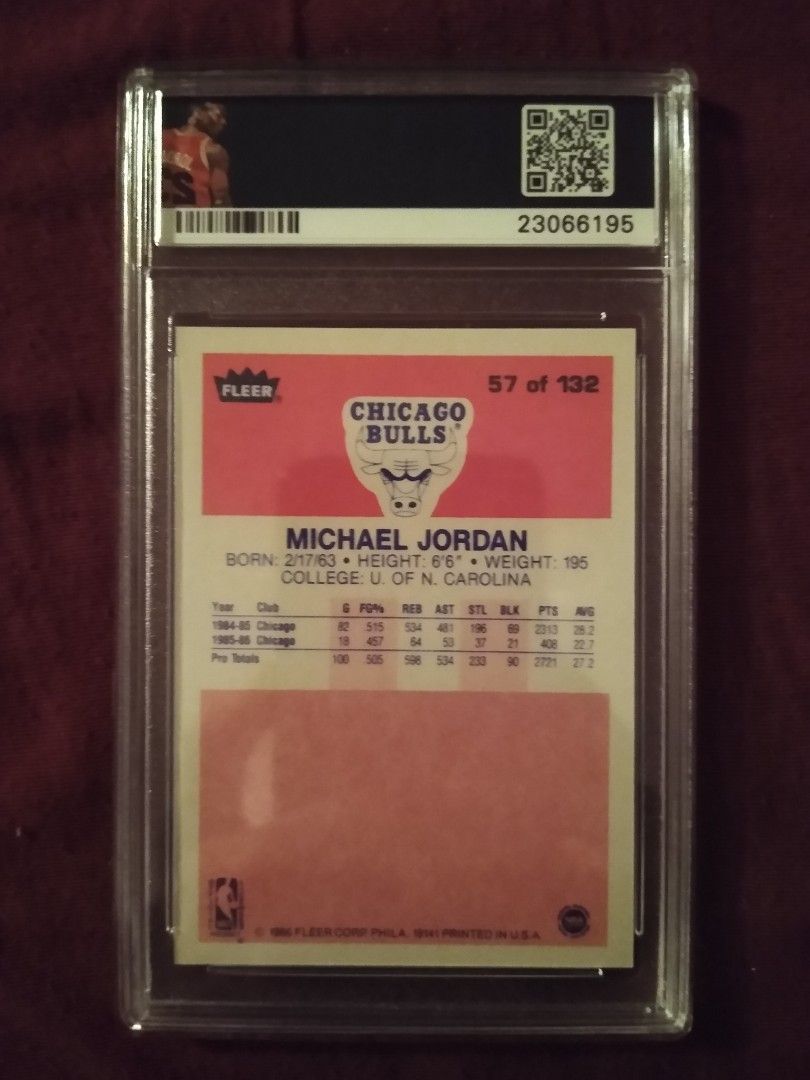 23066195
FLEER
57 of 132
CHICAGO
BULLS
MICHAEL JORDAN
BORN: 2/17/63 • HEIGHT: 6'6" • WEIGHT: 195
COLLEGE: U. OF N. CAROLINA
Year Club G FG% REB AST STL BLK PTS AVG
1984-85 Chicago 82 515 534 481 196 69 2313 28.2
1985-86 Chicago 18 457 64 53 37 21 408 22.7
Pro Totals 100 505 598 534 233 90 2721 27.2
© 1986 FLEER CORP. PHILA. 19141 PRINTED IN U.S.A.